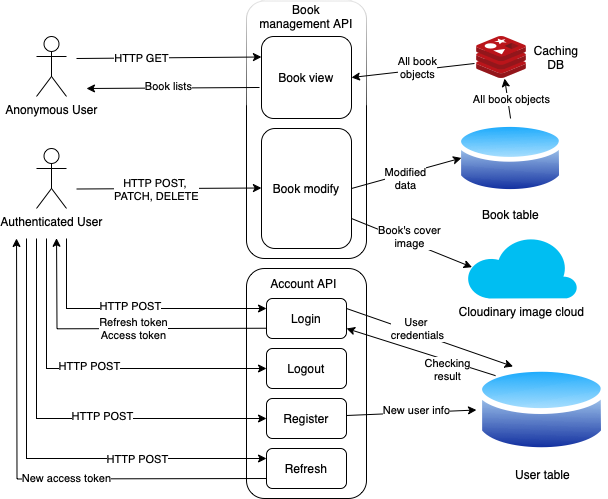 Book
management API
HTTP GET
Book lists
Anonymous User
Book view
All book
objects
Caching
DB
All book objects
HTTP POST,
PATCH, DELETE
Authenticated User
Book modify
Modified
data
Book table
Book's cover
image
Cloudinary image cloud
Account API
HTTP POST
Refresh token
Access token
Login
User
credentials
Checking
result
HTTP POST
Logout
HTTP POST
Register
New user info
HTTP POST
New access token
Refresh
User table